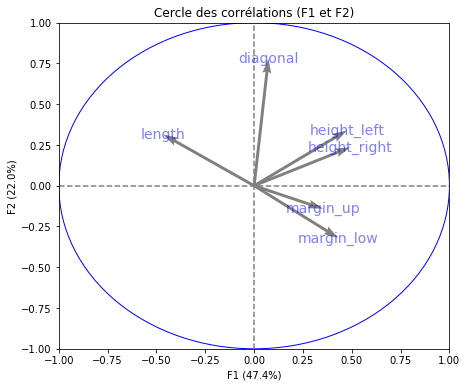 Cercle des corrélations (F1 et F2)
1.00
0.75
0.50
0.25
0.00
−0.25
−0.50
−0.75
−1.00
F2 (22.0%)
diagonal
length
height_left
height_right
margin_up
margin_low
−1.00 −0.75 −0.50 −0.25 0.00 0.25 0.50 0.75 1.00
F1 (47.4%)